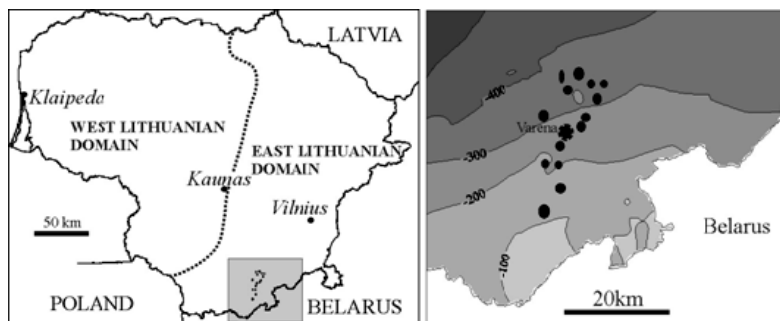 LATVIA
Klaipeda
WEST LITHUANIAN
DOMAIN
EAST LITHUANIAN
DOMAIN
Kaunas
Vilnius
50 km
POLAND
BELARUS
-400
Varena
-300
-200
-100
Belarus
20km